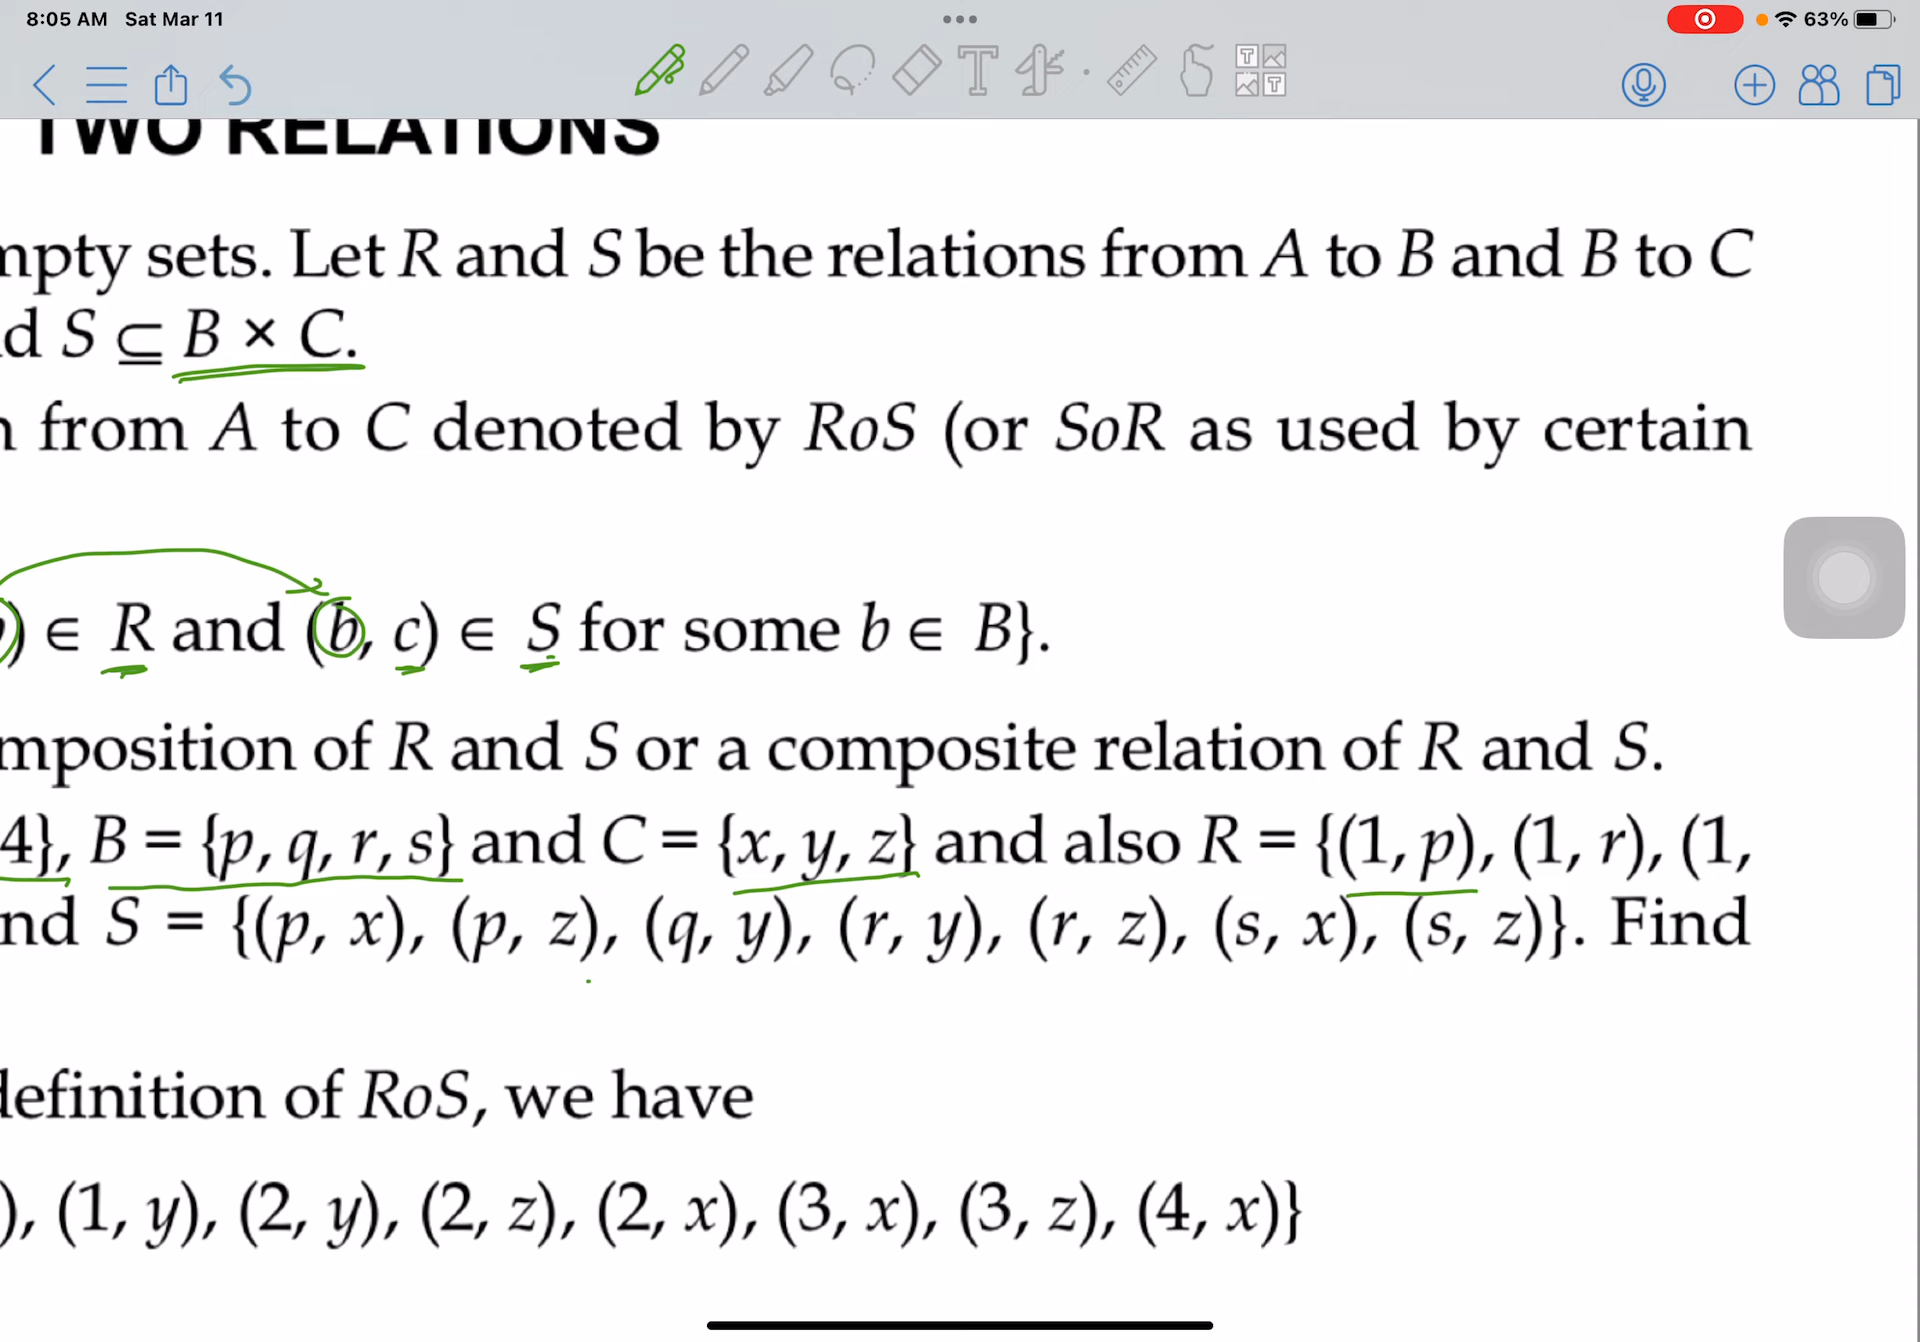 8:05 AM Sat Mar 11
63%
TWO RELATIONS
mpty sets. Let R and S be the relations from A to B and B to C
d S ⊆ B × C.
n from A to C denoted by RoS (or SoR as used by certain
) ∈ R and (b, c) ∈ S for some b ∈ B}.
mposition of R and S or a composite relation of R and S.
4}, B = {p, q, r, s} and C = {x, y, z} and also R = {(1, p), (1, r), (1,
nd S = {(p, x), (p, z), (q, y), (r, y), (r, z), (s, x), (s, z)}. Find
definition of RoS, we have
), (1, y), (2, y), (2, z), (2, x), (3, x), (3, z), (4, x)}